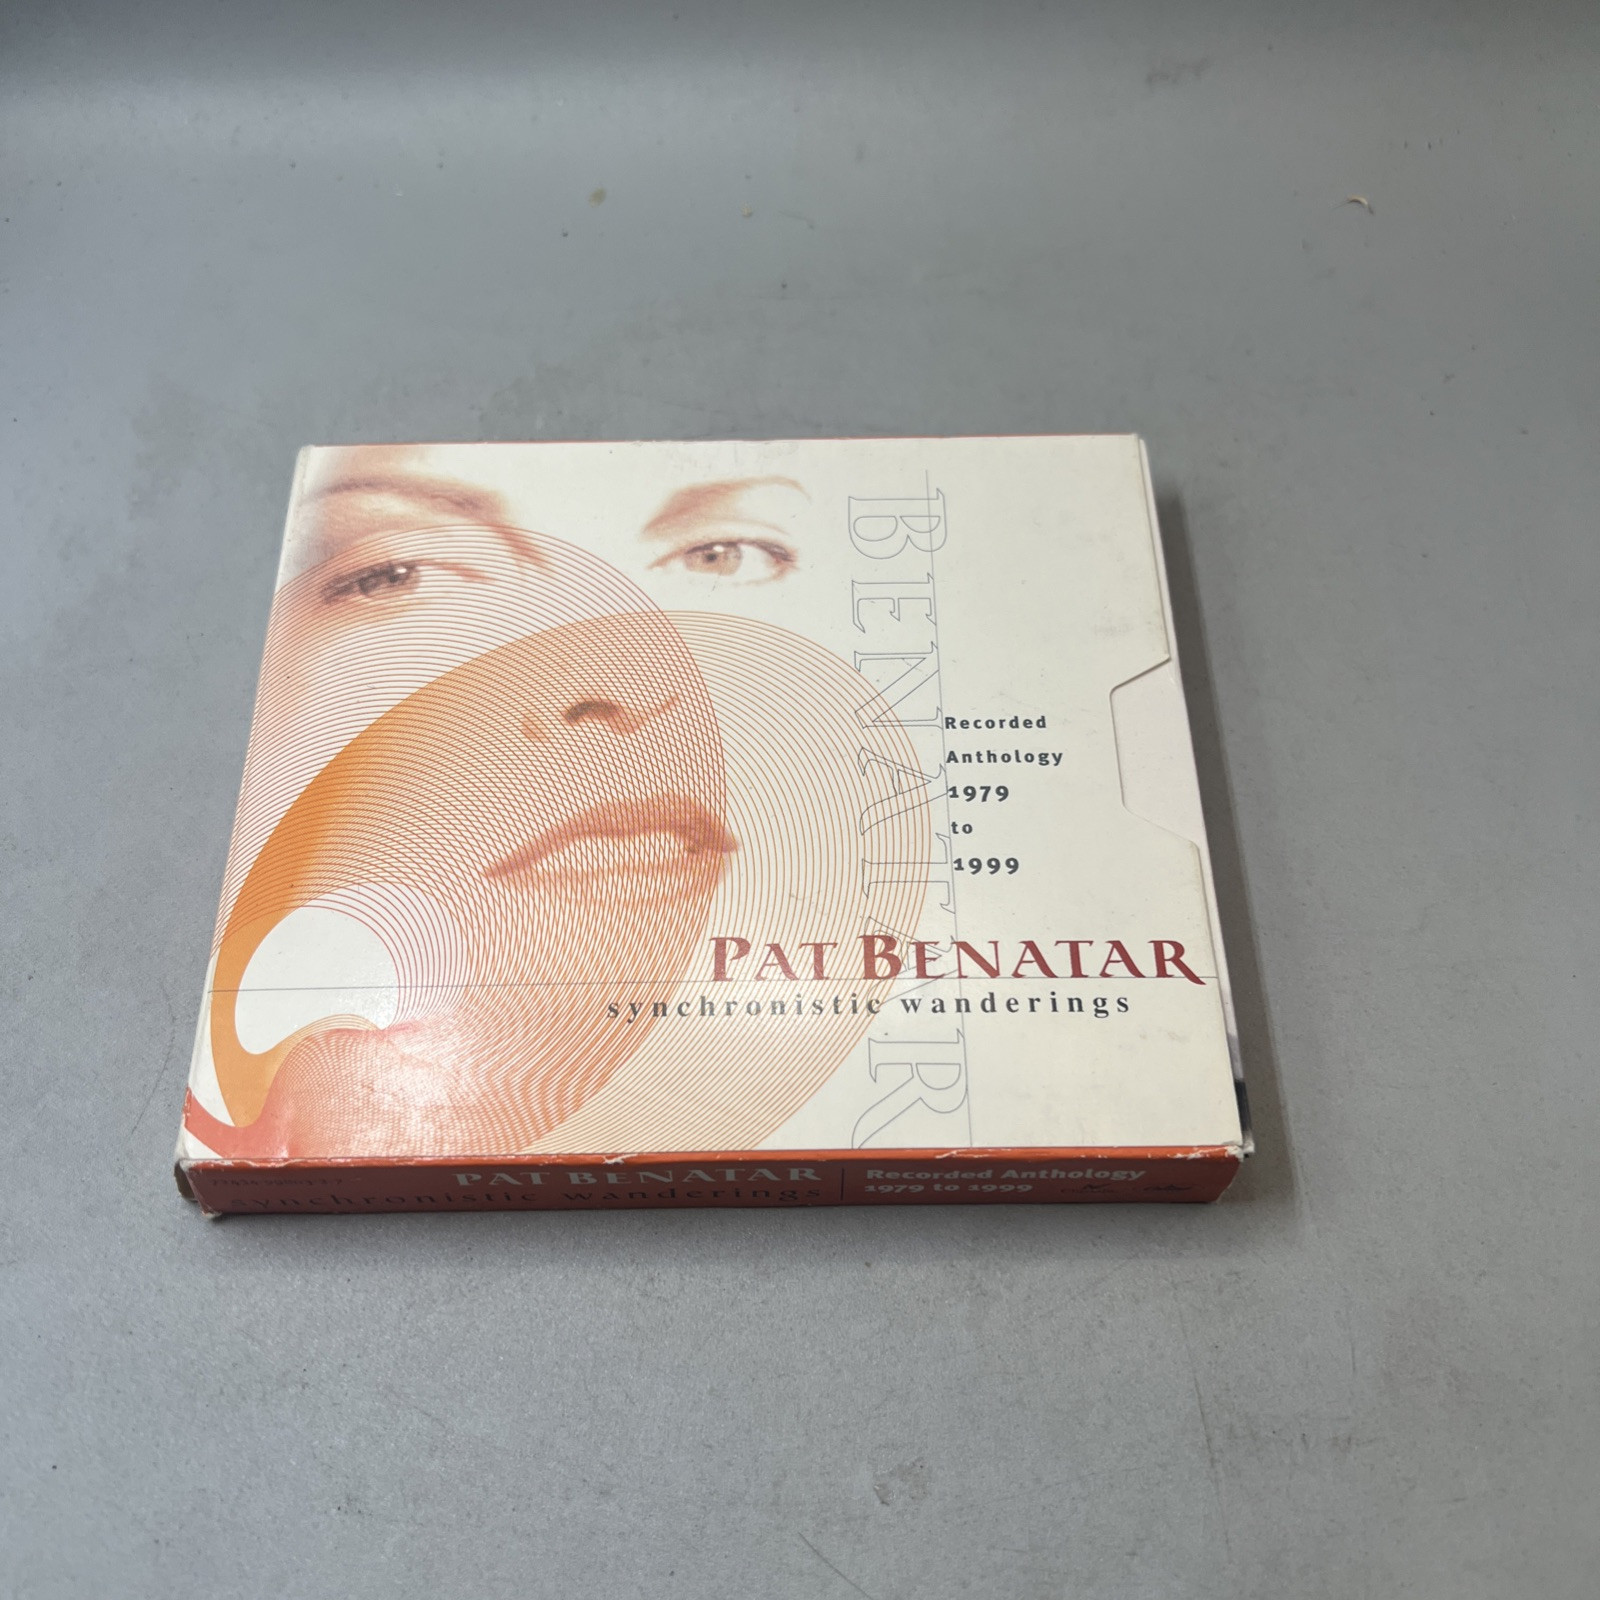 BENATAR
Recorded
Anthology
1979
to
1999
PAT BENATAR
synchronistic wanderings
PAT BENATAR
synchronistic wanderings
Recorded Anthology
1979 to 1999